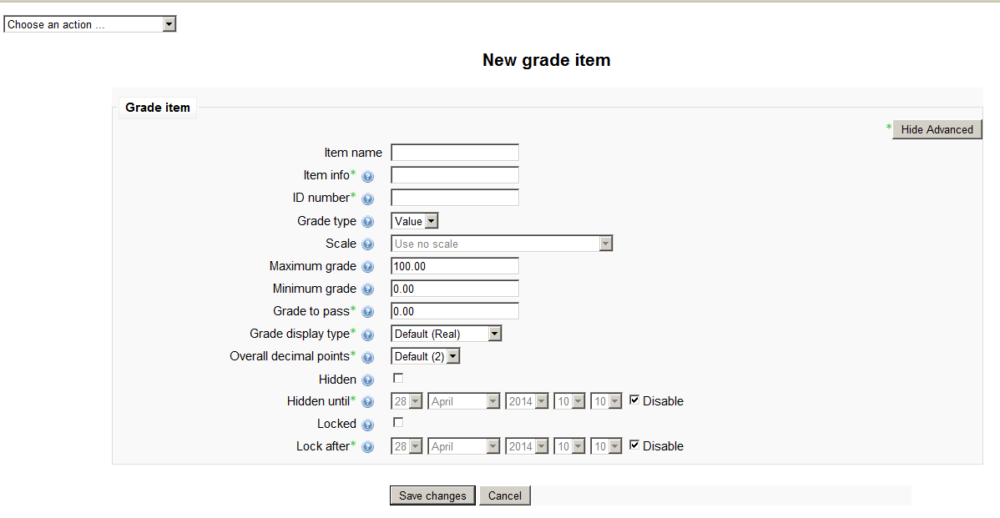 Choose an action ...
New grade item
Grade item
* Hide Advanced
Item name
Item info*
ID number*
Grade type Value
Scale Use no scale
Maximum grade 100.00
Minimum grade 0.00
Grade to pass* 0.00
Grade display type* Default (Real)
Overall decimal points* Default (2)
Hidden
Hidden until* 28 April 2014 10 10 Disable
Locked
Lock after* 28 April 2014 10 10 Disable
Save changes Cancel